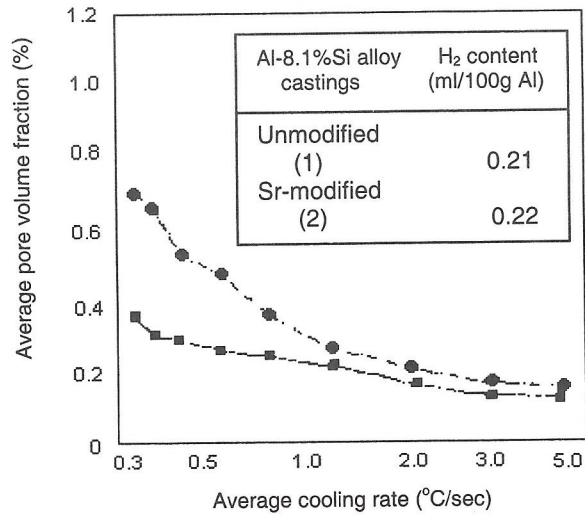 1.2
1.0
0.8
0.6
0.4
0.2
0
Average pore volume fraction (%)
Al-8.1%Si alloy castings
H₂ content (ml/100g Al)
Unmodified
(1) 0.21
Sr-modified
(2) 0.22
0.3 0.5 1.0 2.0 3.0 5.0
Average cooling rate (°C/sec)